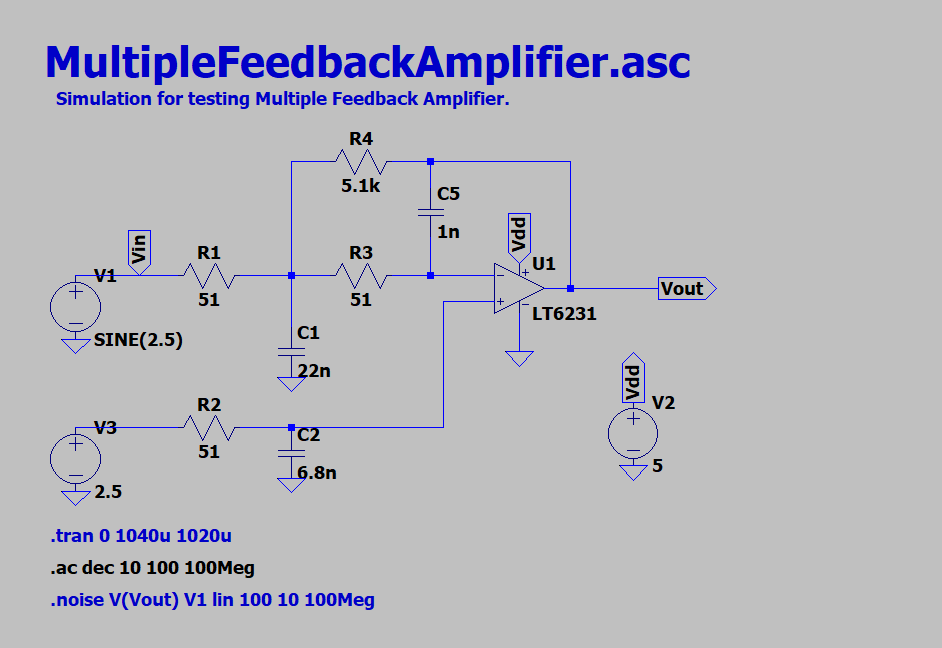 MultipleFeedbackAmplifier.asc
Simulation for testing Multiple Feedback Amplifier.
R4
5.1k
C5
1n
Vin
V1
R1
51
R3
51
Vdd
U1
LT6231
Vout
SINE(2.5)
C1
22n
R2
51
V3
2.5
C2
6.8n
Vdd
V2
5
.tran 0 1040u 1020u
.ac dec 10 100 100Meg
.noise V(Vout) V1 lin 100 10 100Meg